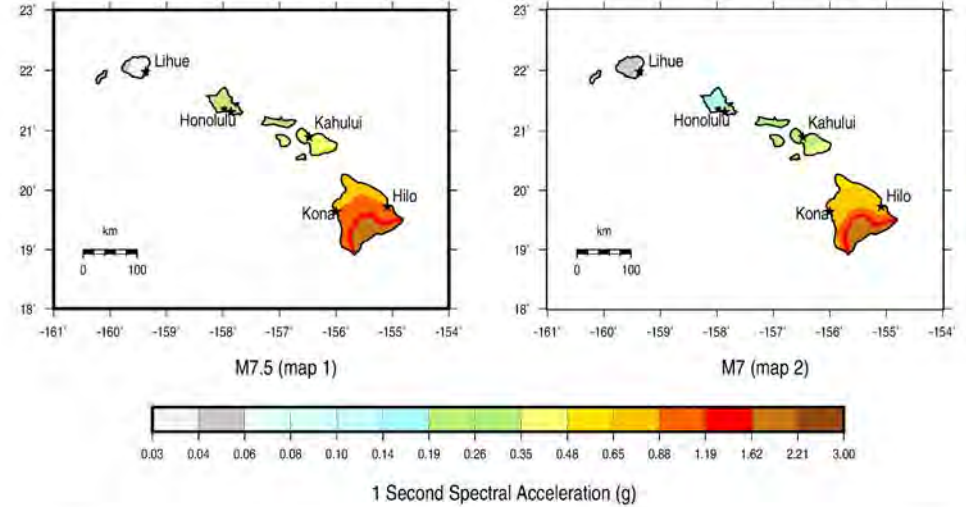 23' 23'
22' Lihue 22' Lihue
21' Honolulu Kahului 21' Honolulu Kahului
20' Kona Hilo 20' Kona Hilo
19' km 19' km
0 100 0 100
18' 18'
-161' -160' -159' -158' -157' -156' -155' -154' -161' -160' -159' -158' -157' -156' -155' -154'
M7.5 (map 1) M7 (map 2)
0.03 0.04 0.06 0.08 0.10 0.14 0.19 0.26 0.35 0.48 0.65 0.88 1.19 1.62 2.21 3.00
1 Second Spectral Acceleration (g)